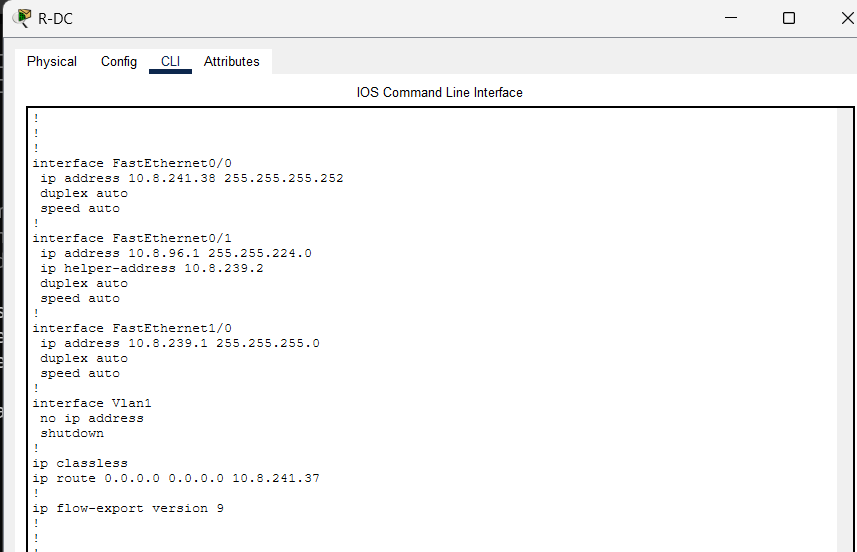 R-DC
Physical Config CLI Attributes
IOS Command Line Interface
!
!
!
interface FastEthernet0/0
 ip address 10.8.241.38 255.255.255.252
 duplex auto
 speed auto
!
interface FastEthernet0/1
 ip address 10.8.96.1 255.255.224.0
 ip helper-address 10.8.239.2
 duplex auto
 speed auto
!
interface FastEthernet1/0
 ip address 10.8.239.1 255.255.255.0
 duplex auto
 speed auto
!
interface Vlan1
 no ip address
 shutdown
!
ip classless
ip route 0.0.0.0 0.0.0.0 10.8.241.37
!
ip flow-export version 9
!
!
!